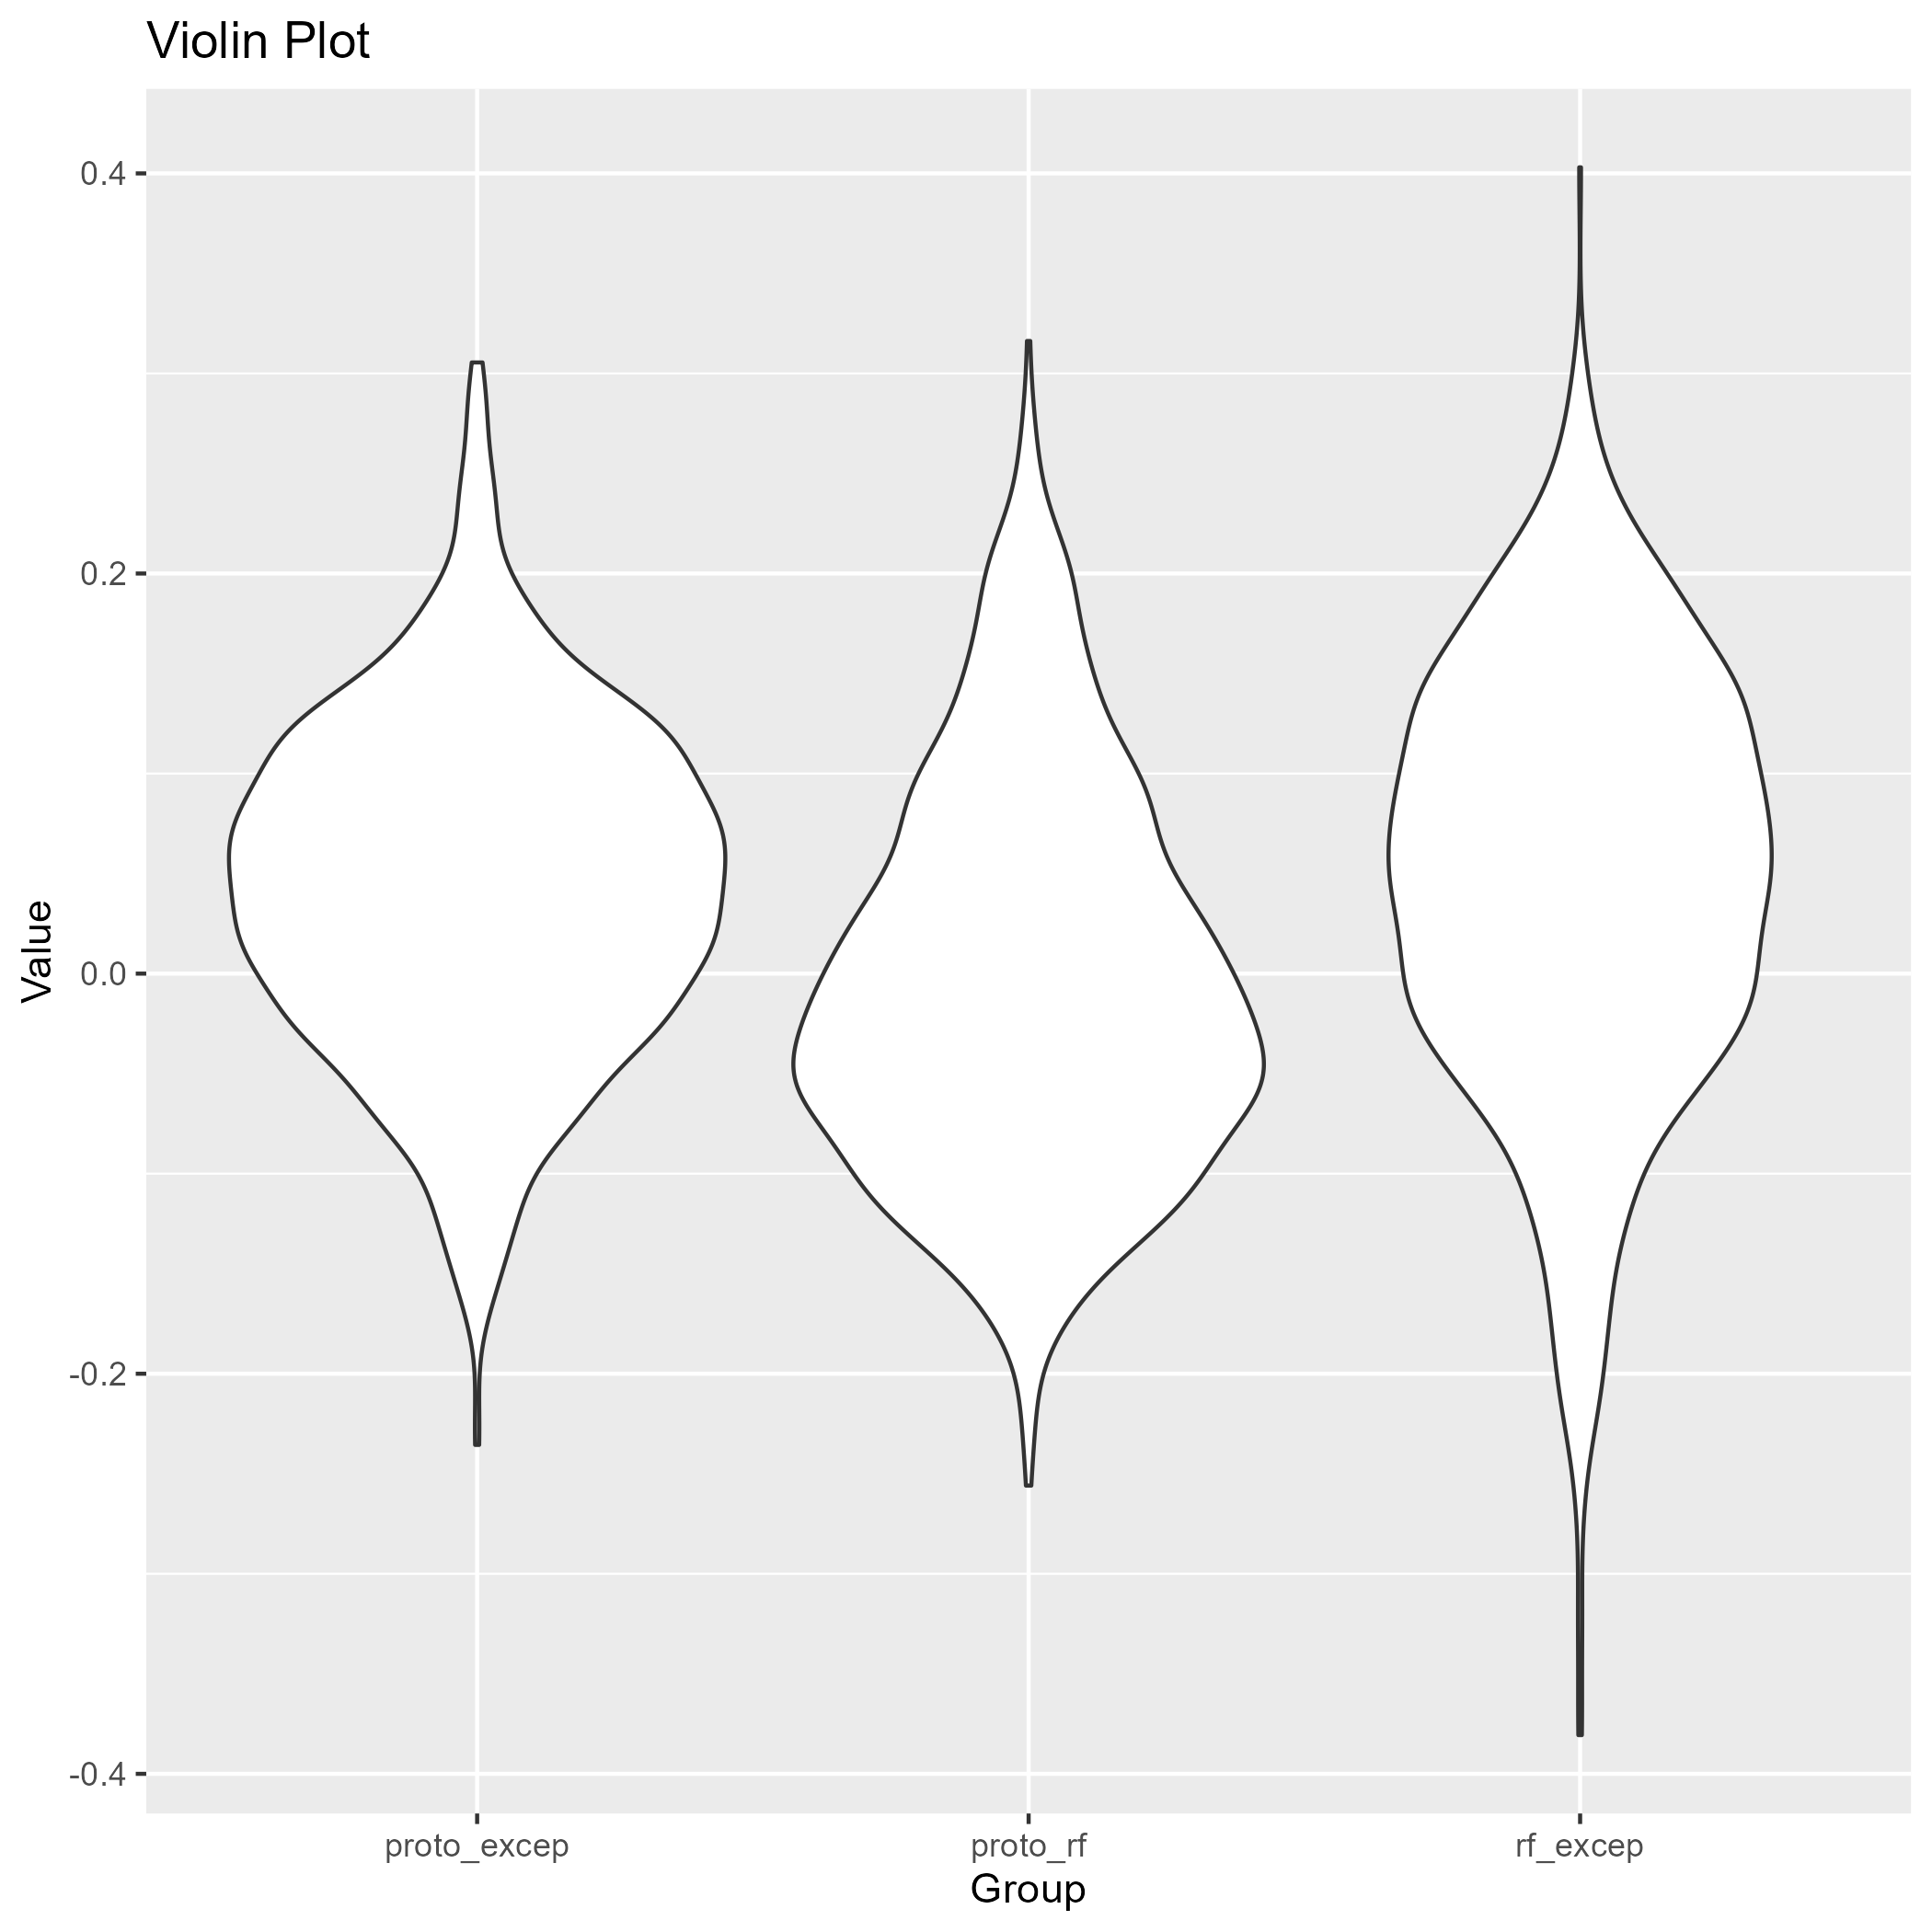 Violin Plot
0.4
0.2
0.0
-0.2
-0.4
Value
proto_excep
proto_rf
rf_excep
Group